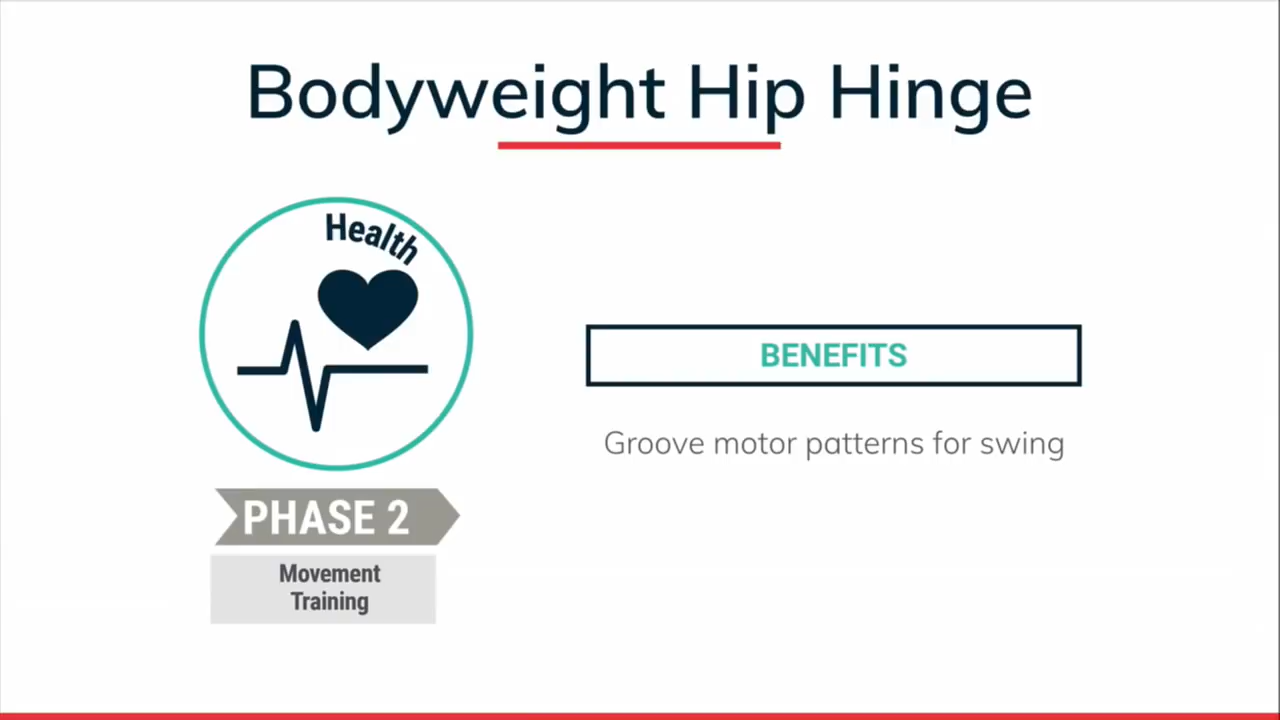 Bodyweight Hip Hinge
Health
PHASE 2
Movement
Training
BENEFITS
Groove motor patterns for swing